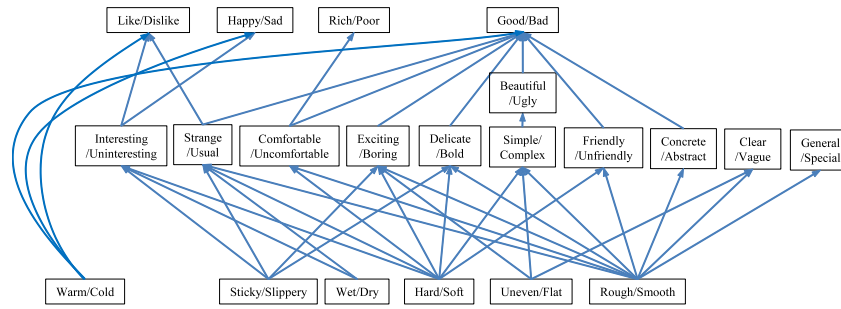 Like/Dislike
Happy/Sad
Rich/Poor
Good/Bad
Beautiful
/Ugly
Interesting
/Uninteresting
Strange
/Usual
Comfortable
/Uncomfortable
Exciting
/Boring
Delicate
/Bold
Simple/
Complex
Friendly
/Unfriendly
Concrete
/Abstract
Clear
/Vague
General
/Special
Warm/Cold
Sticky/Slippery
Wet/Dry
Hard/Soft
Uneven/Flat
Rough/Smooth